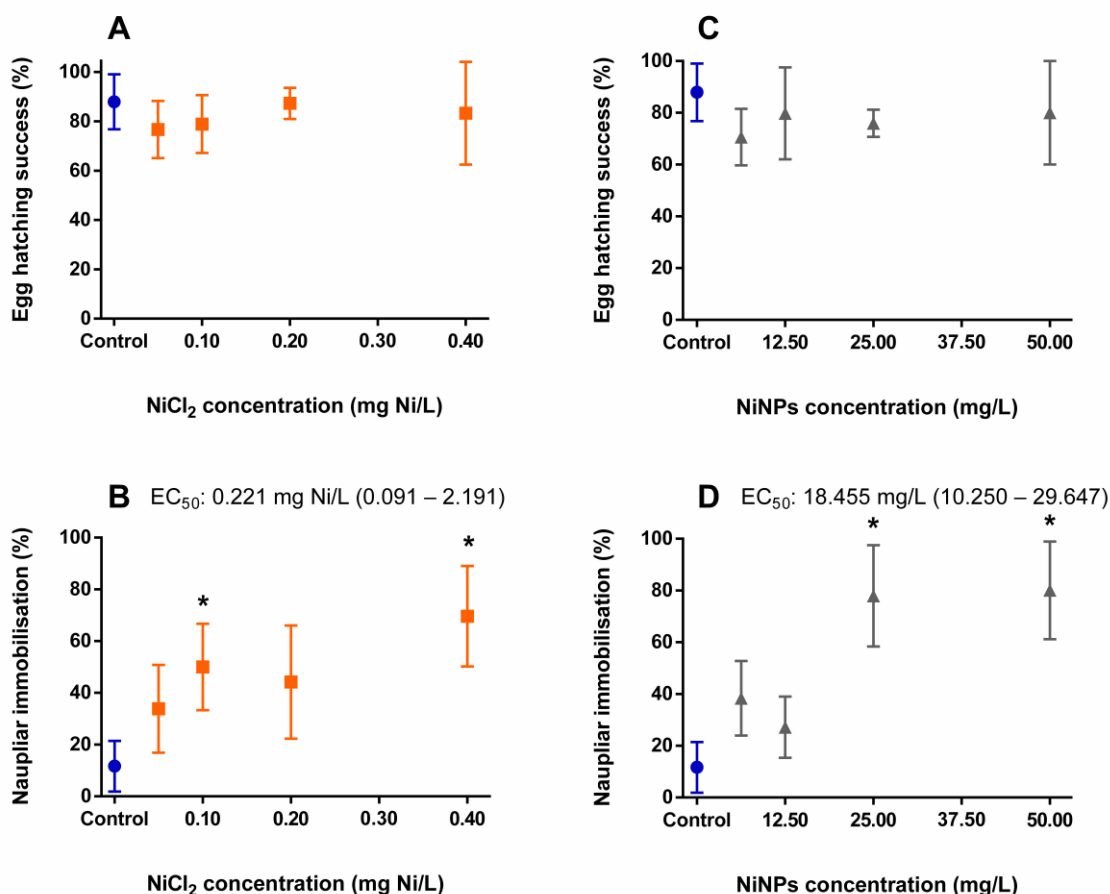 A
Egg hatching success (%)
100
80
60
40
20
0
Control 0.10 0.20 0.30 0.40
NiCl₂ concentration (mg Ni/L)
C
Egg hatching success (%)
100
80
60
40
20
0
Control 12.50 25.00 37.50 50.00
NiNPs concentration (mg/L)
B EC₅₀: 0.221 mg Ni/L (0.091 – 2.191)
Naupliar immobilisation (%)
100
80
60
40
20
0
*
*
Control 0.10 0.20 0.30 0.40
NiCl₂ concentration (mg Ni/L)
D EC₅₀: 18.455 mg/L (10.250 – 29.647)
Naupliar immobilisation (%)
100
80
60
40
20
0
* *
Control 12.50 25.00 37.50 50.00
NiNPs concentration (mg/L)